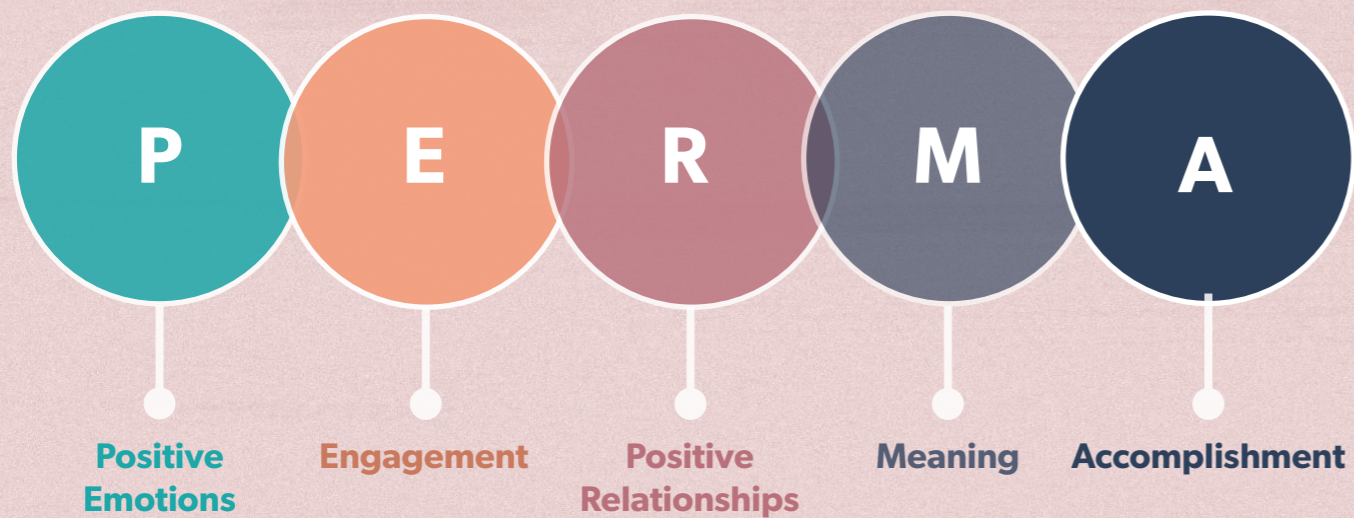 P
E
R
M
A
Positive
Emotions
Engagement
Positive
Relationships
Meaning
Accomplishment